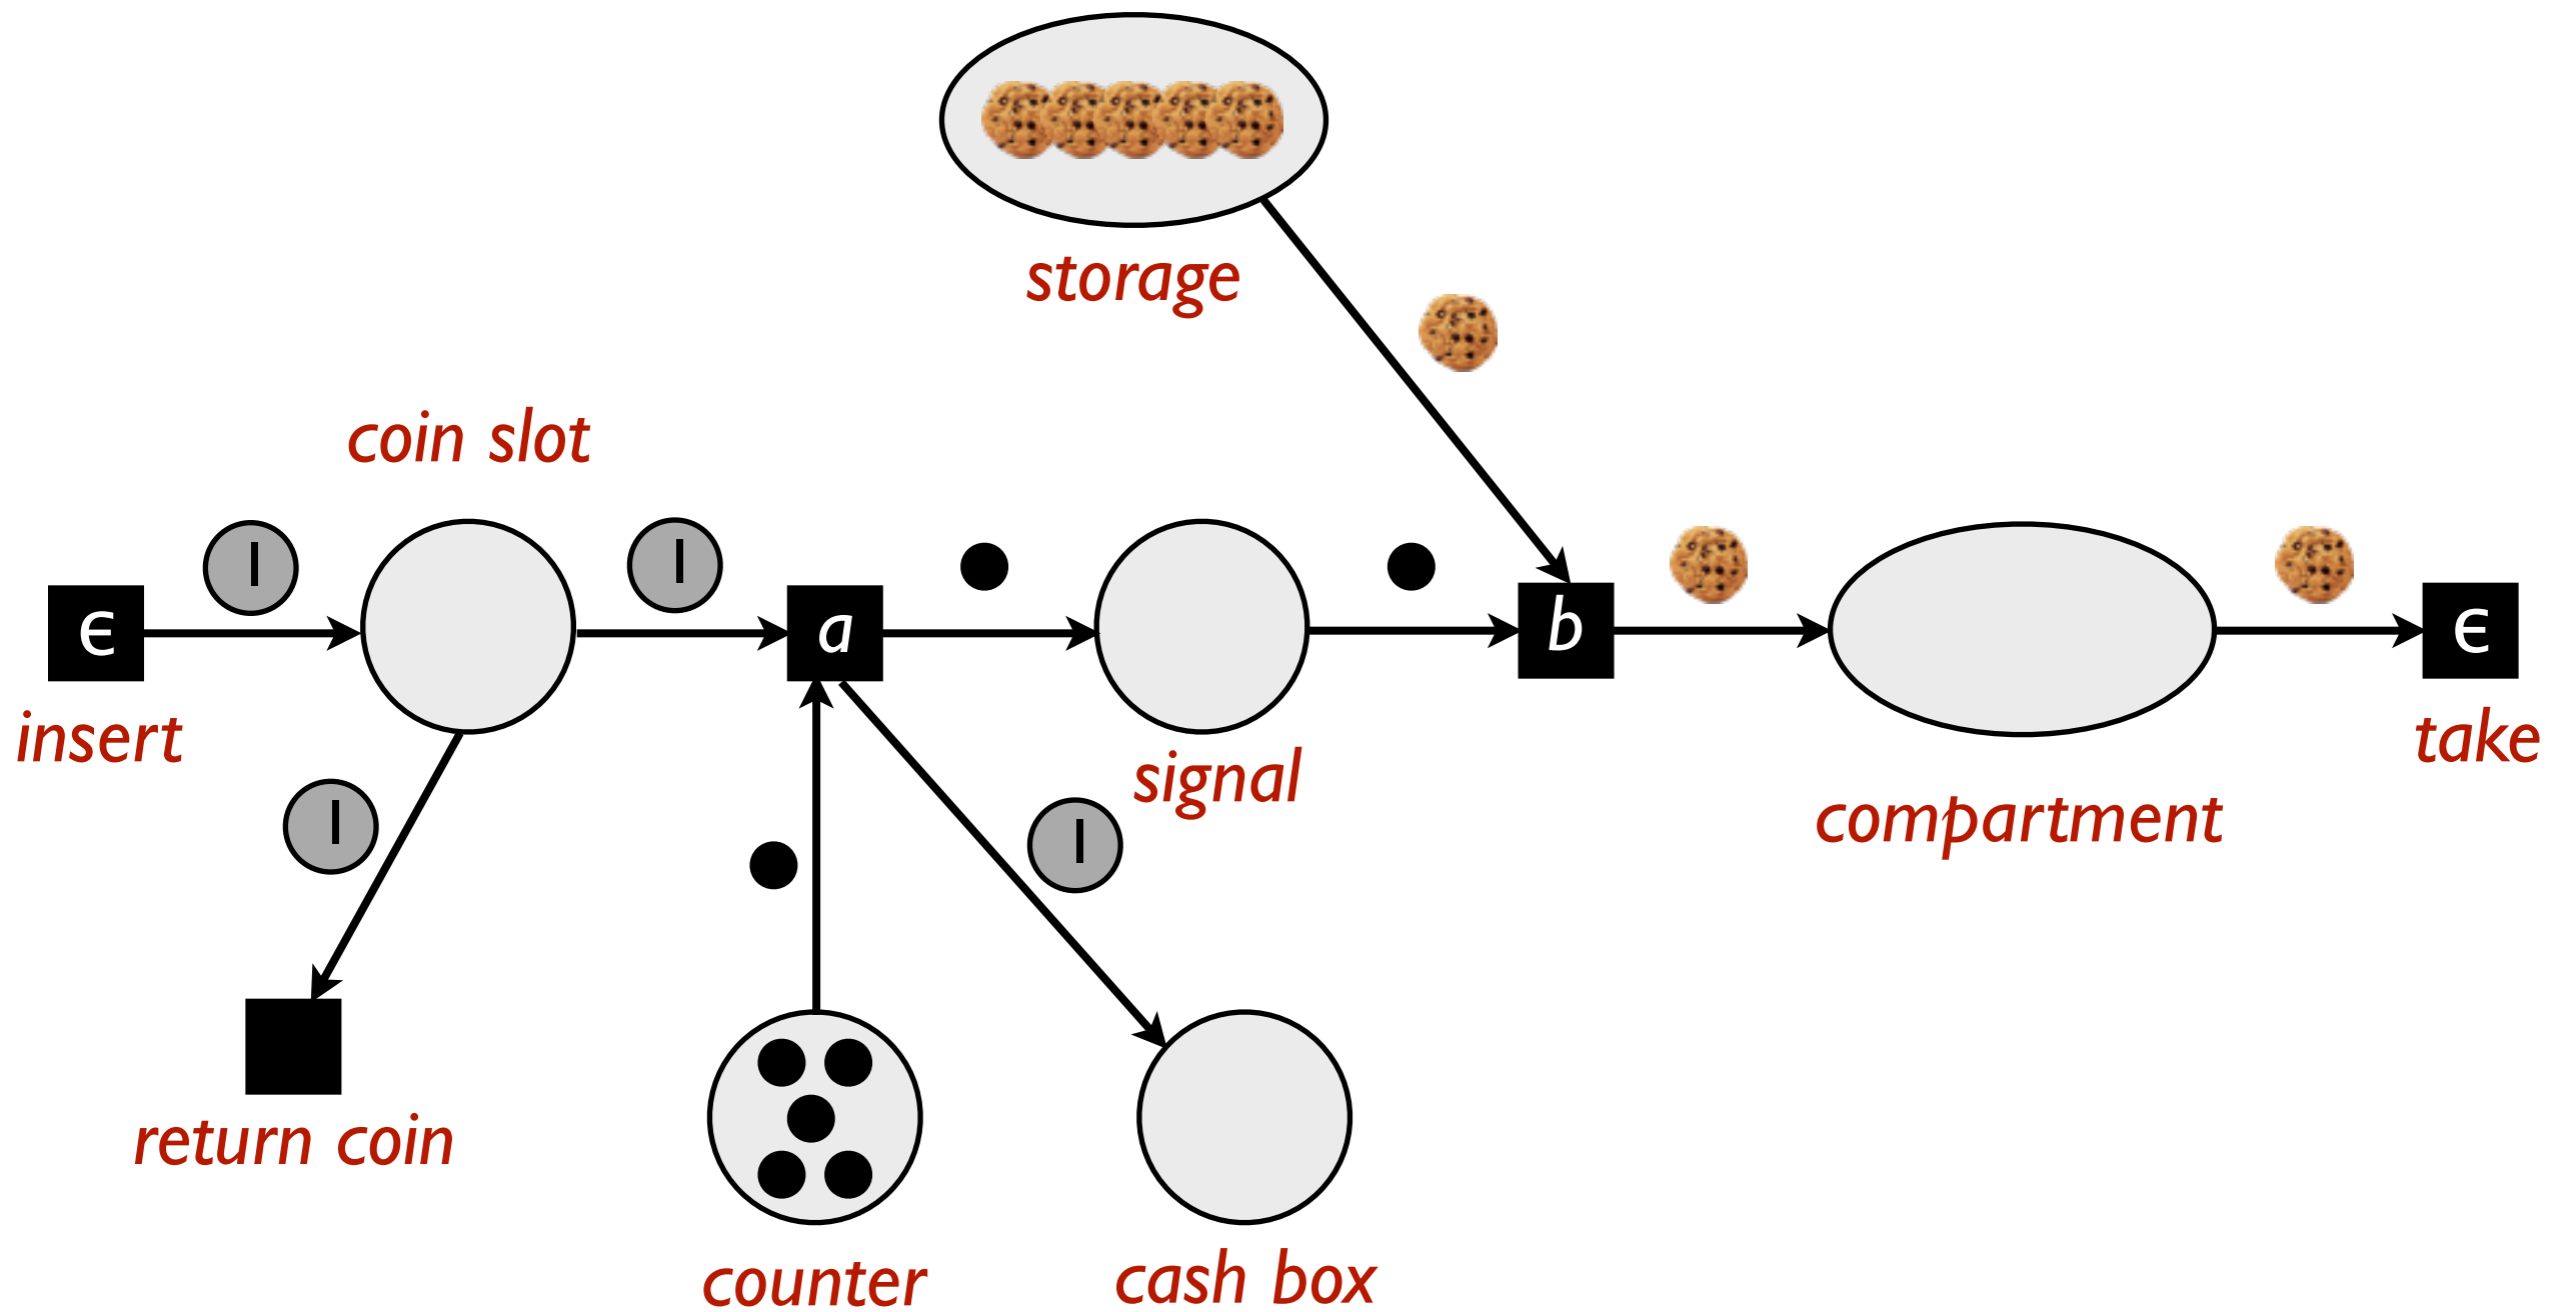 storage
coin slot
I
I
ϵ
a
b
ϵ
insert
signal
take
compartment
I
I
return coin
counter
cash box